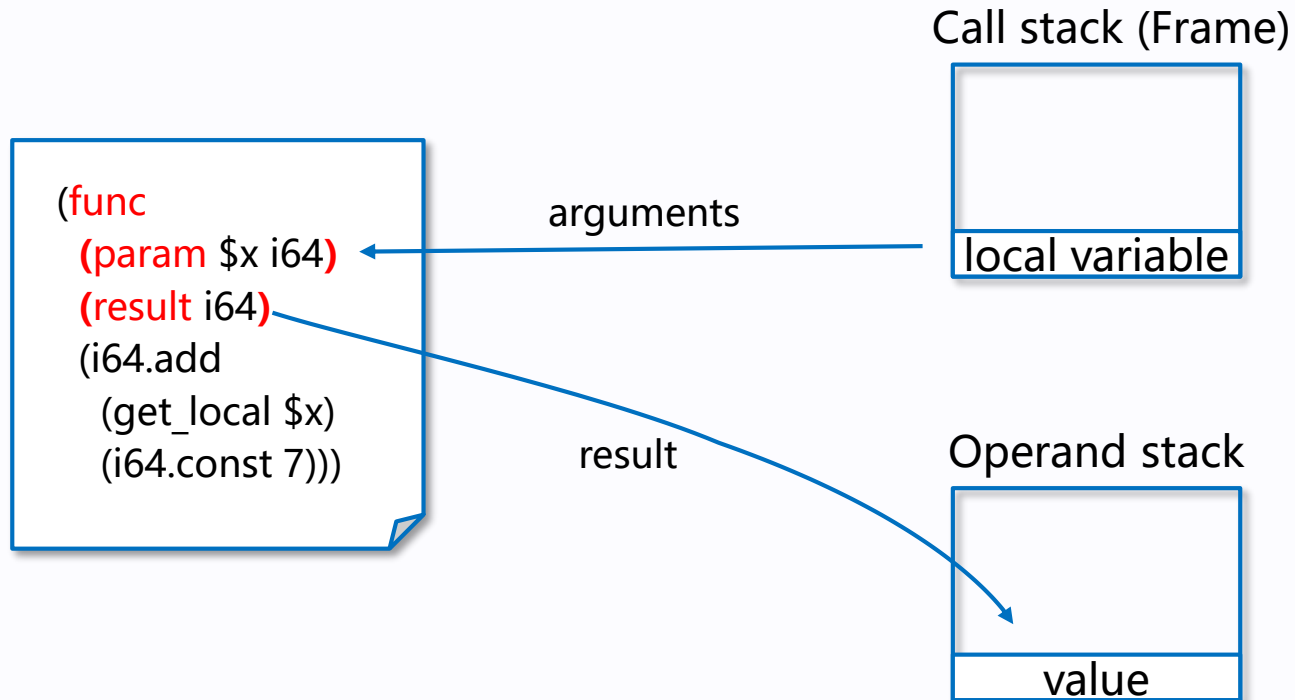 Call stack (Frame)
(func
(param $x i64)
(result i64)
(i64.add
(get_local $x)
(i64.const 7)))
arguments
local variable
result
Operand stack
value